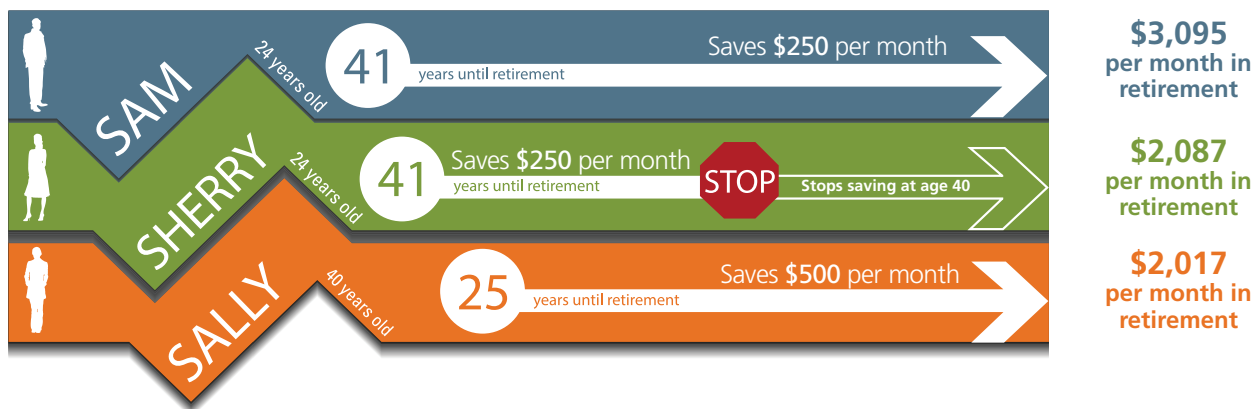 SAM
24 years old
41
years until retirement
Saves $250 per month
$3,095
per month in
retirement
SHERRY
24 years old
41
Saves $250 per month
years until retirement
STOP
Stops saving at age 40
$2,087
per month in
retirement
SALLY
40 years old
25
years until retirement
Saves $500 per month
$2,017
per month in
retirement